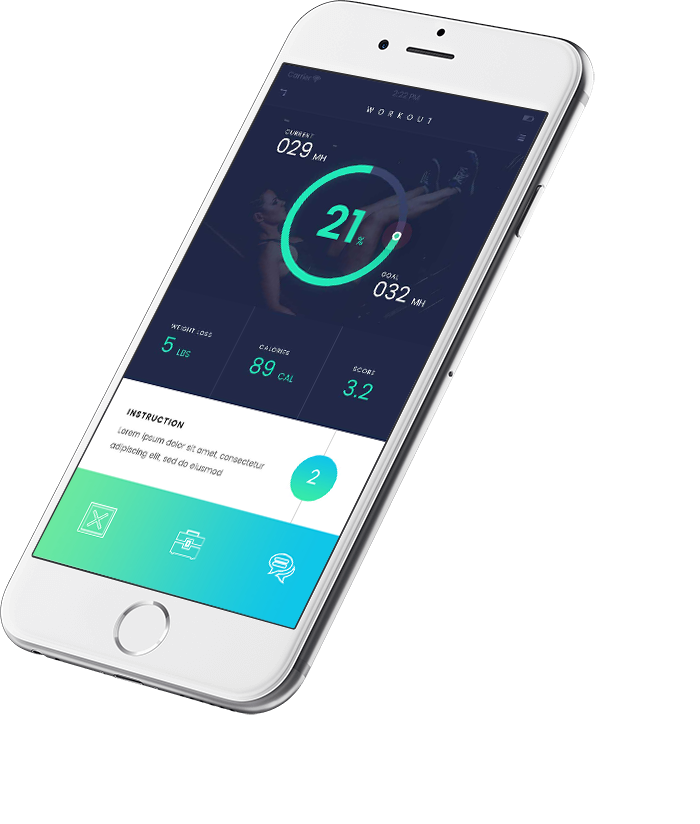 Carrier
2:22 PM
WORKOUT
CURRENT
029 MH
21%
GOAL
032 MH
WEIGHT LOSS
5 LBS
CALORIES
89 CAL
SCORE
3.2
INSTRUCTION
Lorem ipsum dolor sit amet, consectetur
adipiscing elit, sed do eiusmod
2